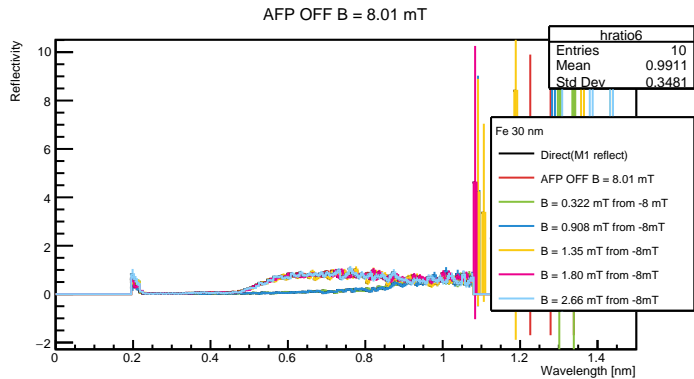 AFP OFF B = 8.01 mT
hratio6
Entries 10
Mean 0.9911
Std Dev 0.3481
Reflectivity
10
8
6
4
2
0
−2
Fe 30 nm
Direct(M1 reflect)
AFP OFF B = 8.01 mT
B = 0.322 mT from -8 mT
B = 0.908 mT from -8mT
B = 1.35 mT from -8mT
B = 1.80 mT from -8mT
B = 2.66 mT from -8mT
0 0.2 0.4 0.6 0.8 1 1.2 1.4
Wavelength [nm]